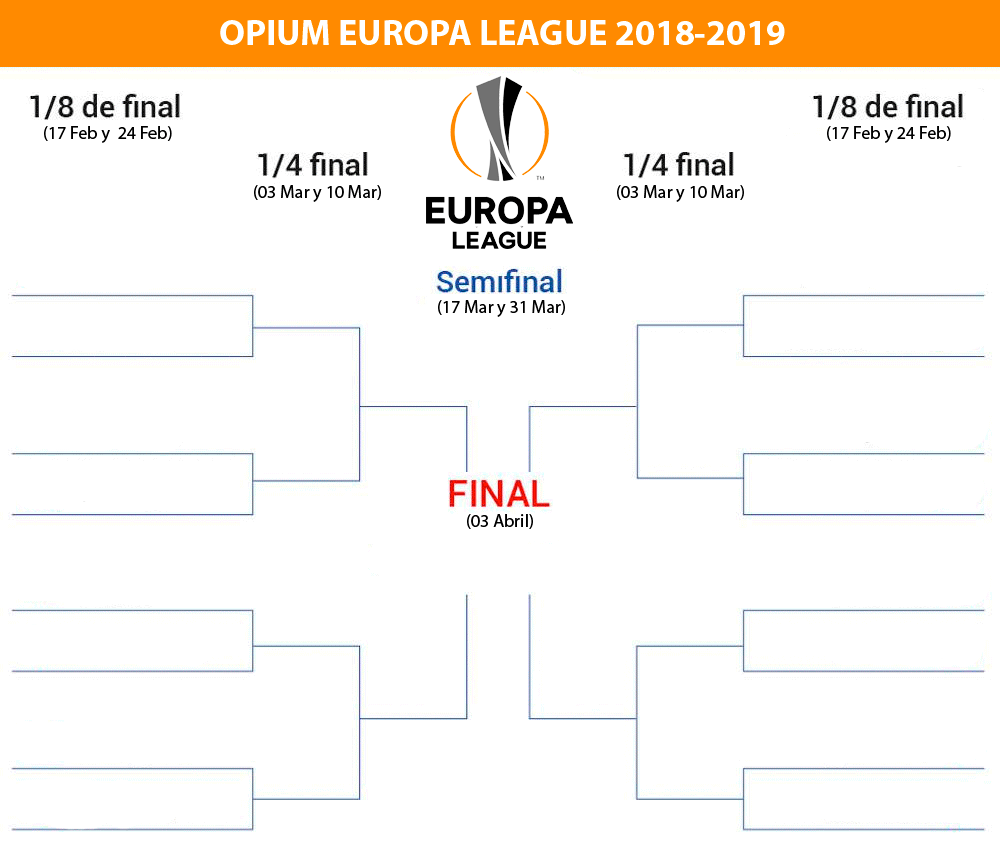 OPIUM EUROPA LEAGUE 2018-2019
1/8 de final
(17 Feb y 24 Feb)
1/4 final
(03 Mar y 10 Mar)
TM
EUROPA
LEAGUE
1/8 de final
(17 Feb y 24 Feb)
1/4 final
(03 Mar y 10 Mar)
Semifinal
(17 Mar y 31 Mar)
FINAL
(03 Abril)